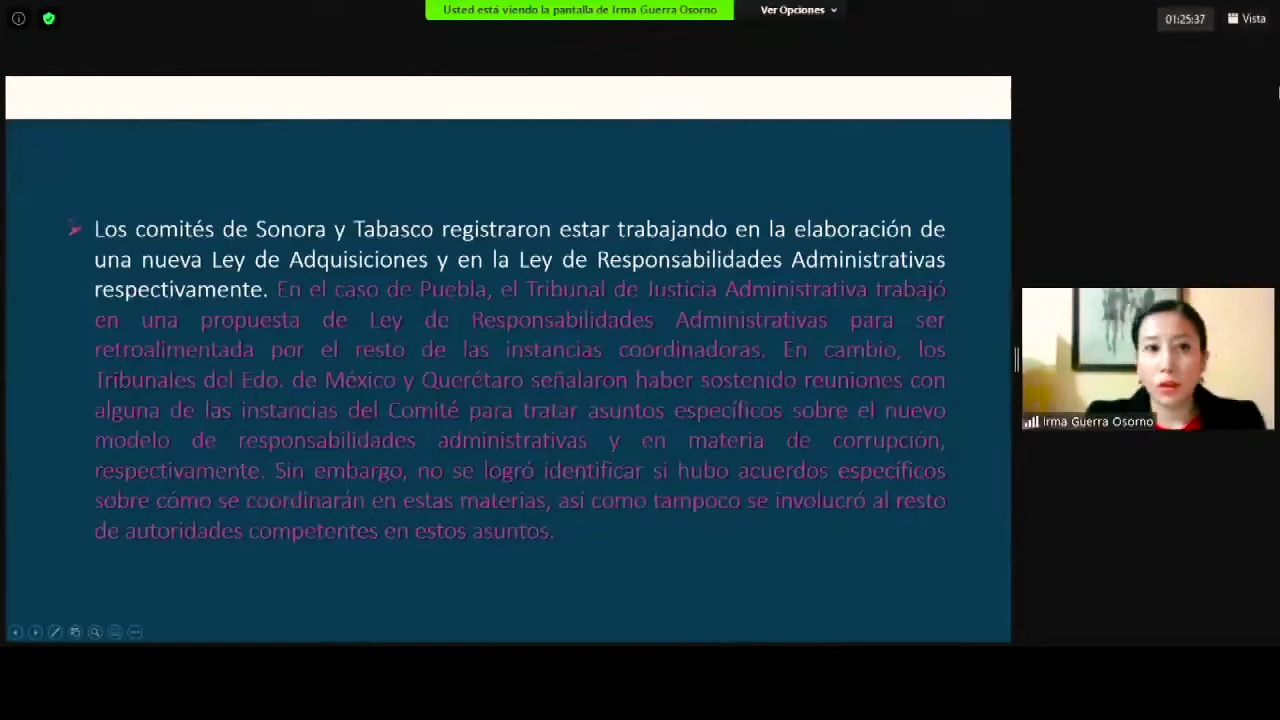 Usted está viendo la pantalla de Irma Guerra Osorno
Ver Opciones
01:25:37
Vista
Los comités de Sonora y Tabasco registraron estar trabajando en la elaboración de
una nueva Ley de Adquisiciones y en la Ley de Responsabilidades Administrativas
respectivamente. En el caso de Puebla, el Tribunal de Justicia Administrativa trabajó
en una propuesta de Ley de Responsabilidades Administrativas para ser
retroalimentada por el resto de las instancias coordinadoras. En cambio, los
Tribunales del Edo. de México y Querétaro señalaron haber sostenido reuniones con
alguna de las instancias del Comité para tratar asuntos específicos sobre el nuevo
modelo de responsabilidades administrativas y en materia de corrupción,
respectivamente. Sin embargo, no se logró identificar si hubo acuerdos específicos
sobre cómo se coordinarán en estas materias, así como tampoco se involucró al resto
de autoridades competentes en estos asuntos.
Irma Guerra Osorno